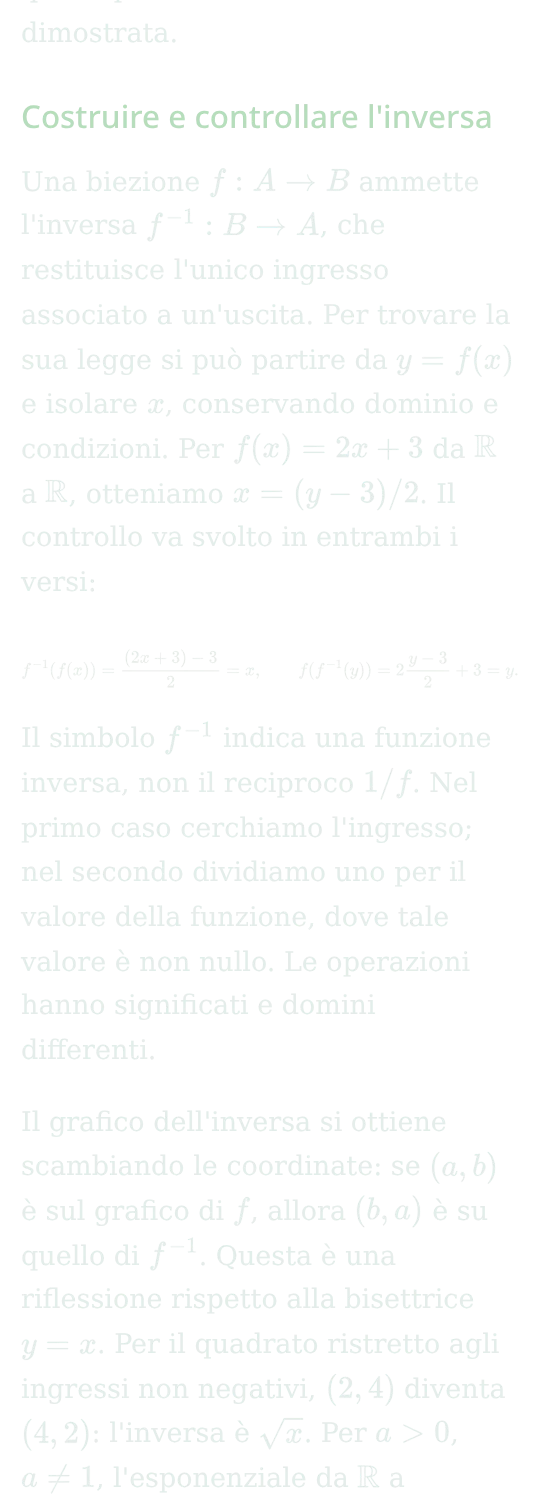 dimostrata.
Costruire e controllare l'inversa
Una biezione f : A → B ammette
l'inversa f⁻¹ : B → A, che
restituisce l'unico ingresso
associato a un'uscita. Per trovare la
sua legge si può partire da y = f(x)
e isolare x, conservando dominio e
condizioni. Per f(x) = 2x + 3 da ℝ
a ℝ, otteniamo x = (y − 3)/2. Il
controllo va svolto in entrambi i
versi:
f⁻¹(f(x)) = \frac{(2x + 3) − 3}{2} = x, f(f⁻¹(y)) = 2\frac{y − 3}{2} + 3 = y.
Il simbolo f⁻¹ indica una funzione
inversa, non il reciproco 1/f. Nel
primo caso cerchiamo l'ingresso;
nel secondo dividiamo uno per il
valore della funzione, dove tale
valore è non nullo. Le operazioni
hanno significati e domini
differenti.
Il grafico dell'inversa si ottiene
scambiando le coordinate: se (a, b)
è sul grafico di f, allora (b, a) è su
quello di f⁻¹. Questa è una
riflessione rispetto alla bisettrice
y = x. Per il quadrato ristretto agli
ingressi non negativi, (2, 4) diventa
(4, 2): l'inversa è √x. Per a > 0,
a ≠ 1, l'esponenziale da ℝ a